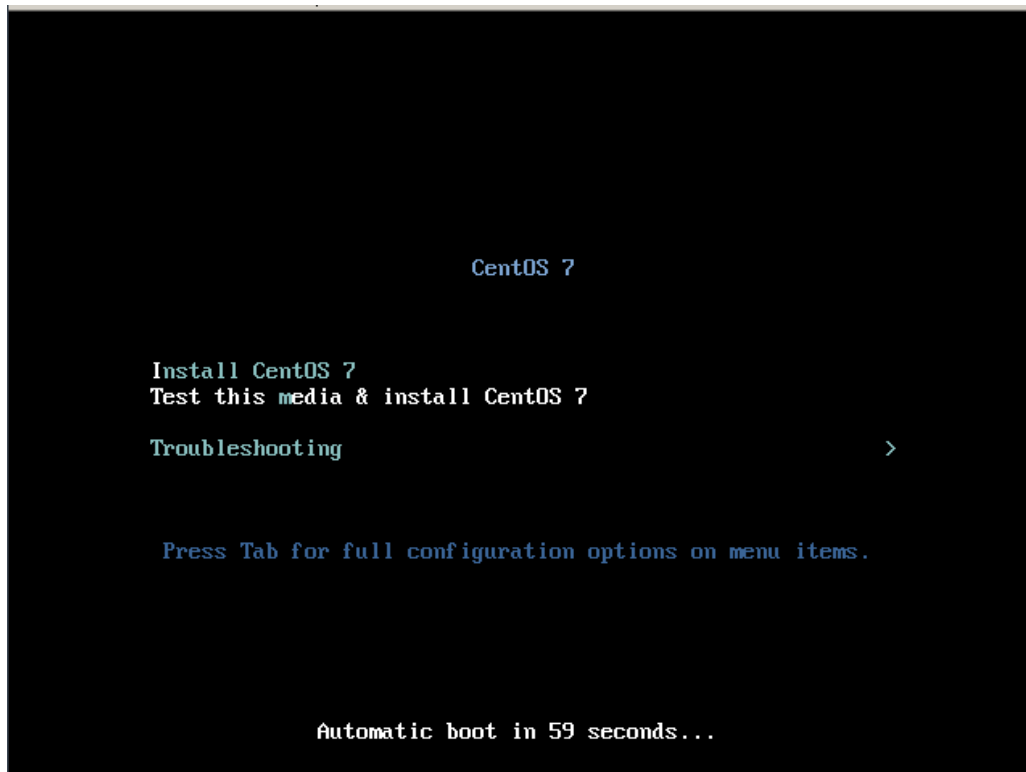 CentOS 7
Install CentOS 7
Test this media & install CentOS 7
Troubleshooting >
Press Tab for full configuration options on menu items.
Automatic boot in 59 seconds...